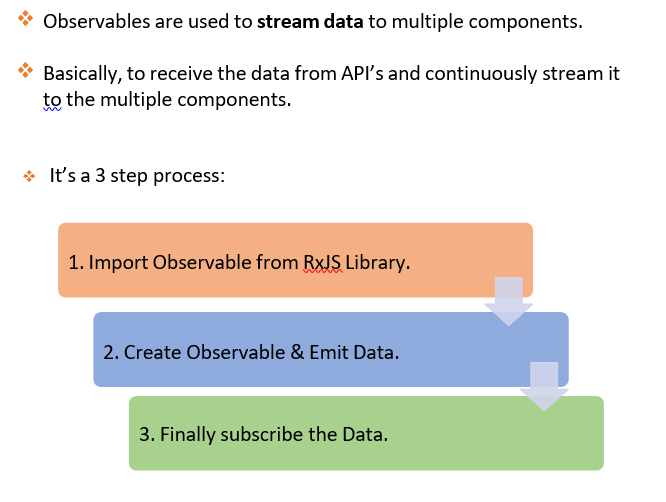 Observables are used to stream data to multiple components.
Basically, to receive the data from API’s and continuously stream it
to the multiple components.
It’s a 3 step process:
1. Import Observable from RxJS Library.
2. Create Observable & Emit Data.
3. Finally subscribe the Data.